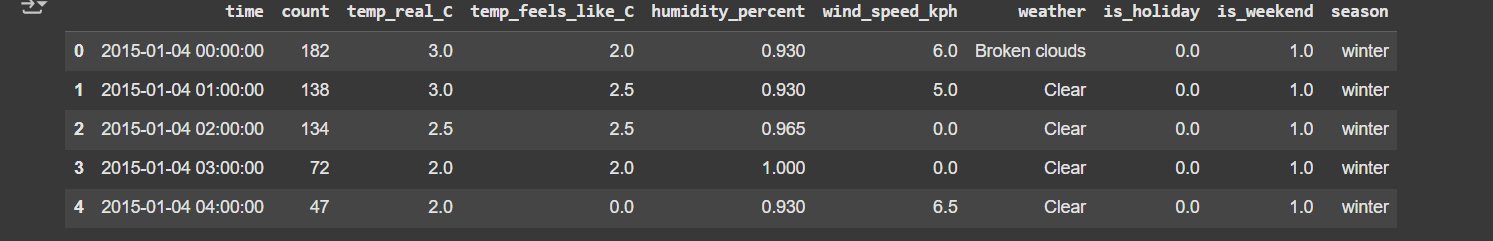 time count temp_real_C temp_feels_like_C humidity_percent wind_speed_kph weather is_holiday is_weekend season
0 2015-01-04 00:00:00 182 3.0 2.0 0.930 6.0 Broken clouds 0.0 1.0 winter
1 2015-01-04 01:00:00 138 3.0 2.5 0.930 5.0 Clear 0.0 1.0 winter
2 2015-01-04 02:00:00 134 2.5 2.5 0.965 0.0 Clear 0.0 1.0 winter
3 2015-01-04 03:00:00 72 2.0 2.0 1.000 0.0 Clear 0.0 1.0 winter
4 2015-01-04 04:00:00 47 2.0 0.0 0.930 6.5 Clear 0.0 1.0 winter